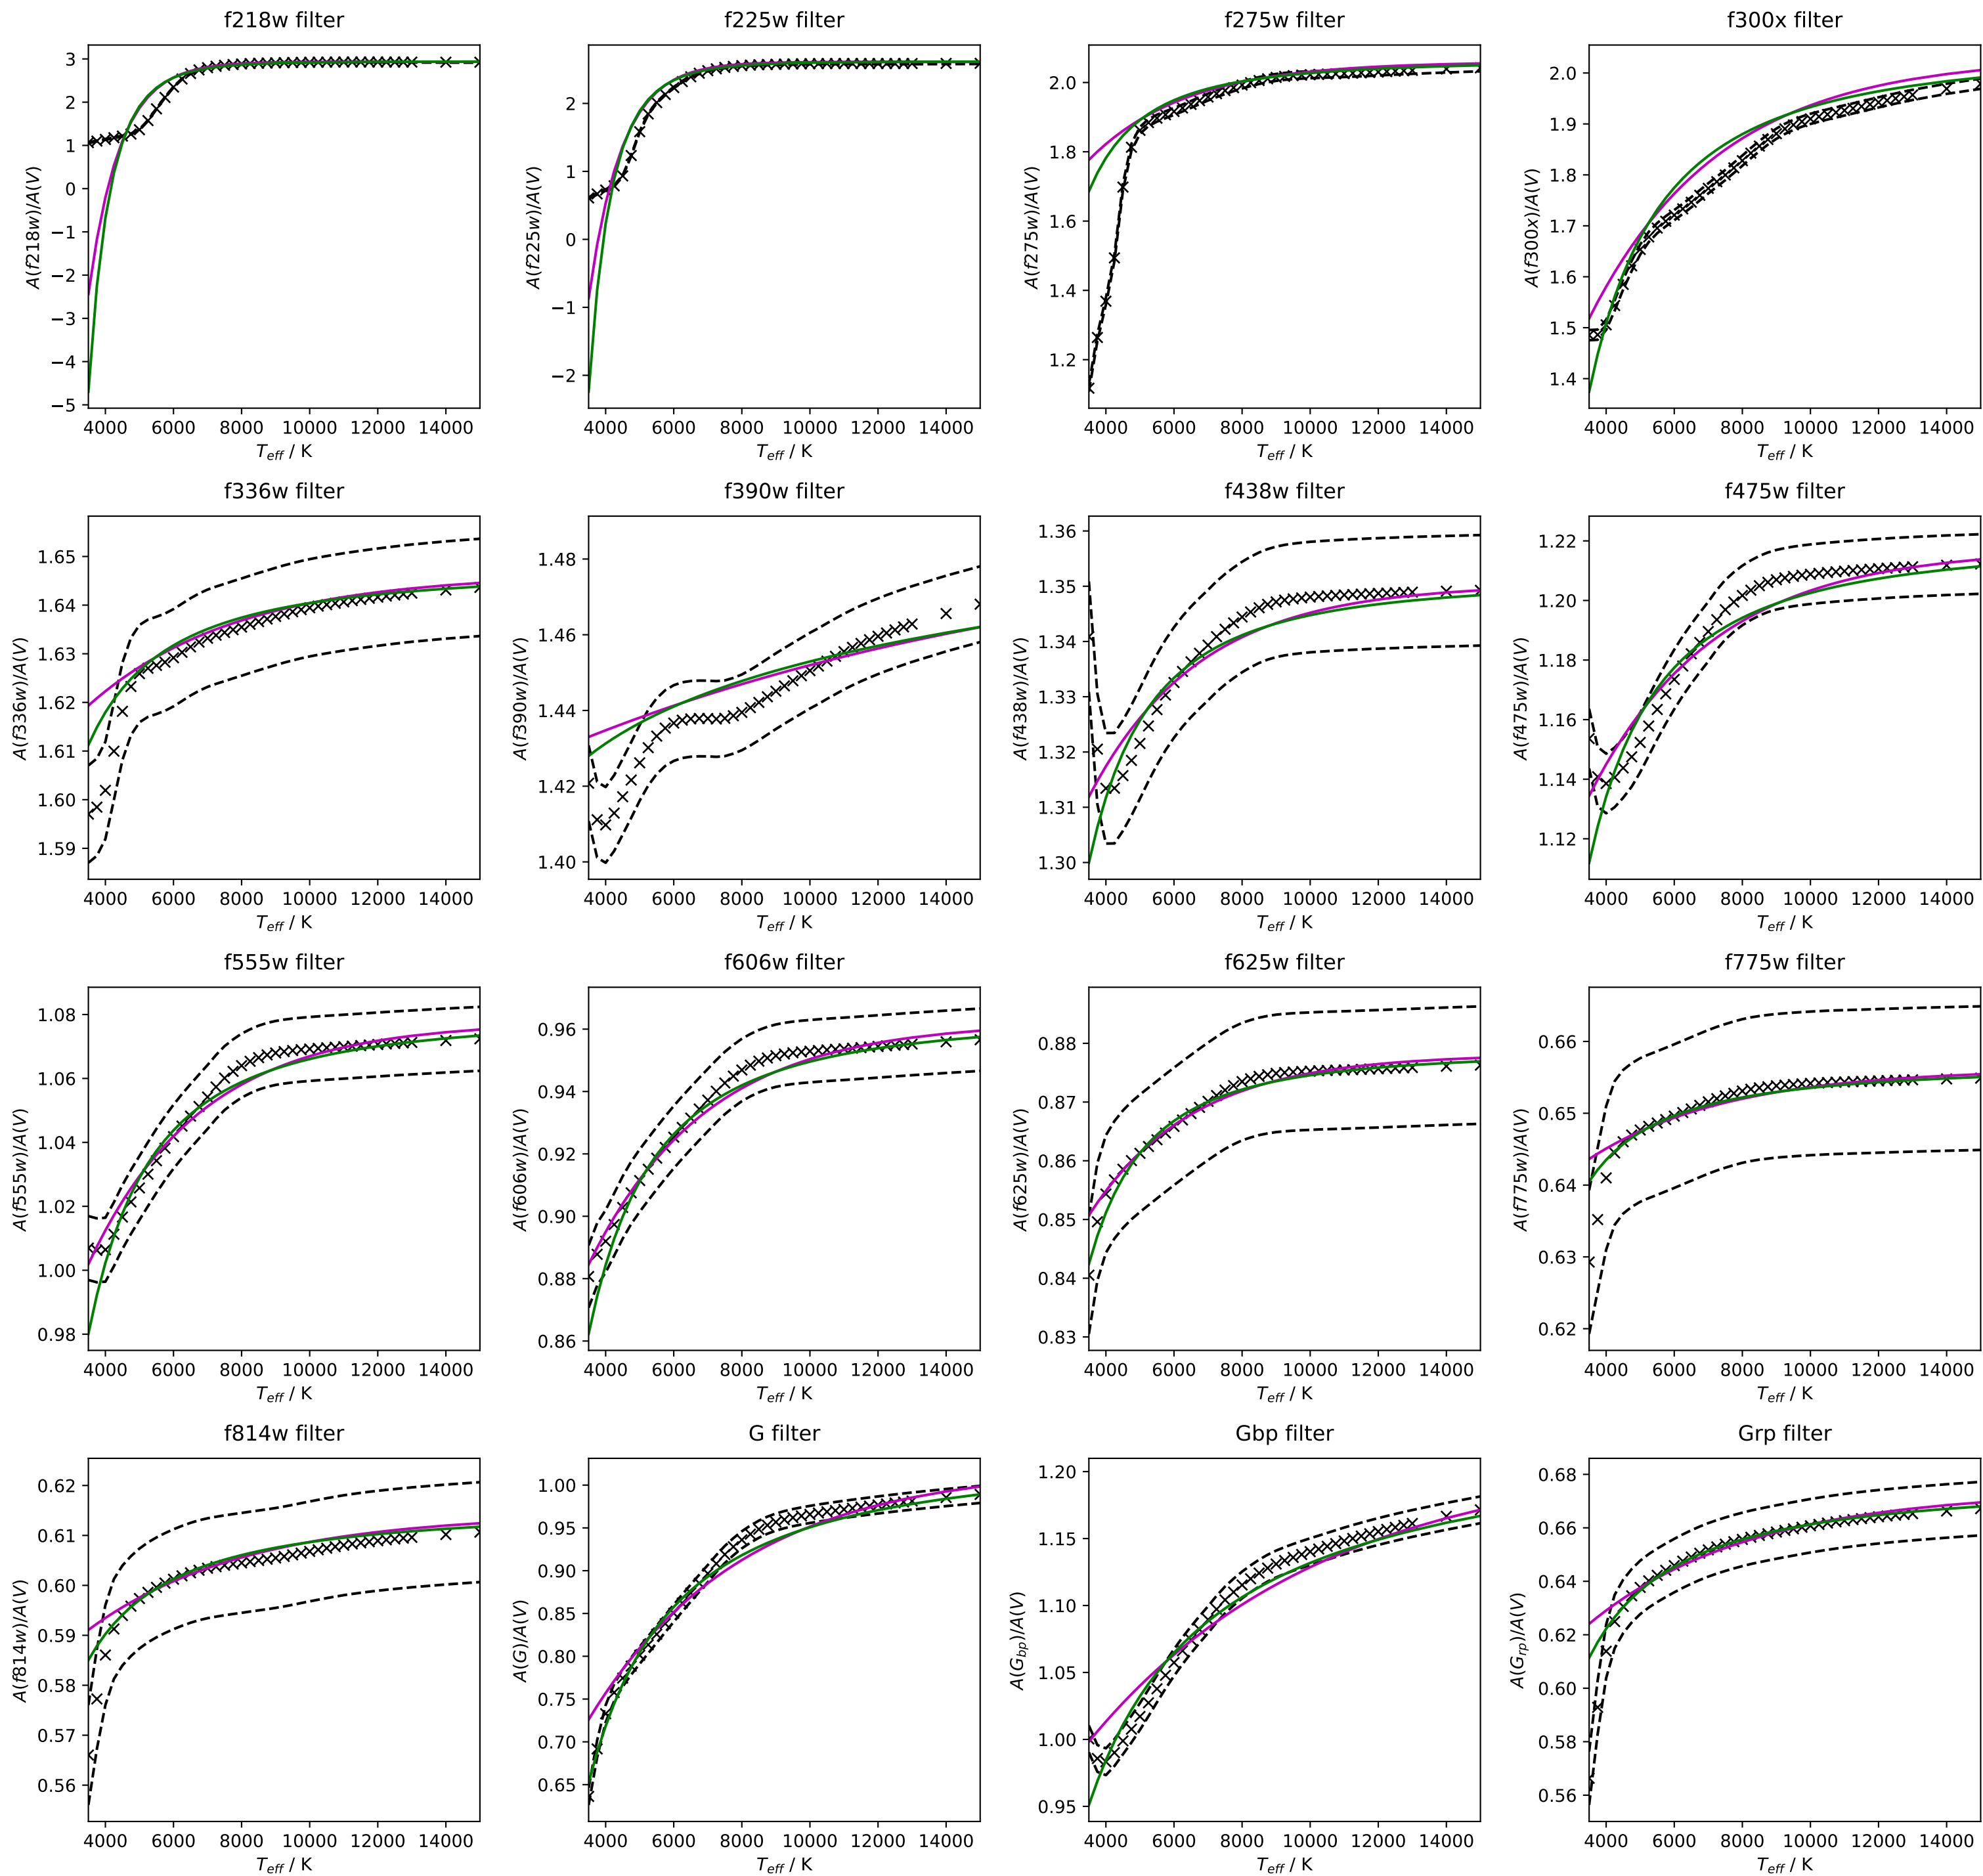 f218w filter
f225w filter
f275w filter
f300x filter
A(f218w)/A(V)
3
2
1
0
−1
−2
−3
−4
−5
4000 6000 8000 10000 12000 14000
T_eff / K
A(f225w)/A(V)
2
1
0
−1
−2
4000 6000 8000 10000 12000 14000
T_eff / K
A(f275w)/A(V)
2.0
1.8
1.6
1.4
1.2
4000 6000 8000 10000 12000 14000
T_eff / K
A(f300x)/A(V)
2.0
1.9
1.8
1.7
1.6
1.5
1.4
4000 6000 8000 10000 12000 14000
T_eff / K
f336w filter
f390w filter
f438w filter
f475w filter
A(f336w)/A(V)
1.65
1.64
1.63
1.62
1.61
1.60
1.59
4000 6000 8000 10000 12000 14000
T_eff / K
A(f390w)/A(V)
1.48
1.46
1.44
1.42
1.40
4000 6000 8000 10000 12000 14000
T_eff / K
A(f438w)/A(V)
1.36
1.35
1.34
1.33
1.32
1.31
1.30
4000 6000 8000 10000 12000 14000
T_eff / K
A(f475w)/A(V)
1.22
1.20
1.18
1.16
1.14
1.12
4000 6000 8000 10000 12000 14000
T_eff / K
f555w filter
f606w filter
f625w filter
f775w filter
A(f555w)/A(V)
1.08
1.06
1.04
1.02
1.00
0.98
4000 6000 8000 10000 12000 14000
T_eff / K
A(f606w)/A(V)
0.96
0.94
0.92
0.90
0.88
0.86
4000 6000 8000 10000 12000 14000
T_eff / K
A(f625w)/A(V)
0.88
0.87
0.86
0.85
0.84
0.83
4000 6000 8000 10000 12000 14000
T_eff / K
A(f775w)/A(V)
0.66
0.65
0.64
0.63
0.62
4000 6000 8000 10000 12000 14000
T_eff / K
f814w filter
G filter
Gbp filter
Grp filter
A(f814w)/A(V)
0.62
0.61
0.60
0.59
0.58
0.57
0.56
4000 6000 8000 10000 12000 14000
T_eff / K
A(G)/A(V)
1.00
0.95
0.90
0.85
0.80
0.75
0.70
0.65
4000 6000 8000 10000 12000 14000
T_eff / K
A(G_bp)/A(V)
1.20
1.15
1.10
1.05
1.00
0.95
4000 6000 8000 10000 12000 14000
T_eff / K
A(G_rp)/A(V)
0.68
0.66
0.64
0.62
0.60
0.58
0.56
4000 6000 8000 10000 12000 14000
T_eff / K